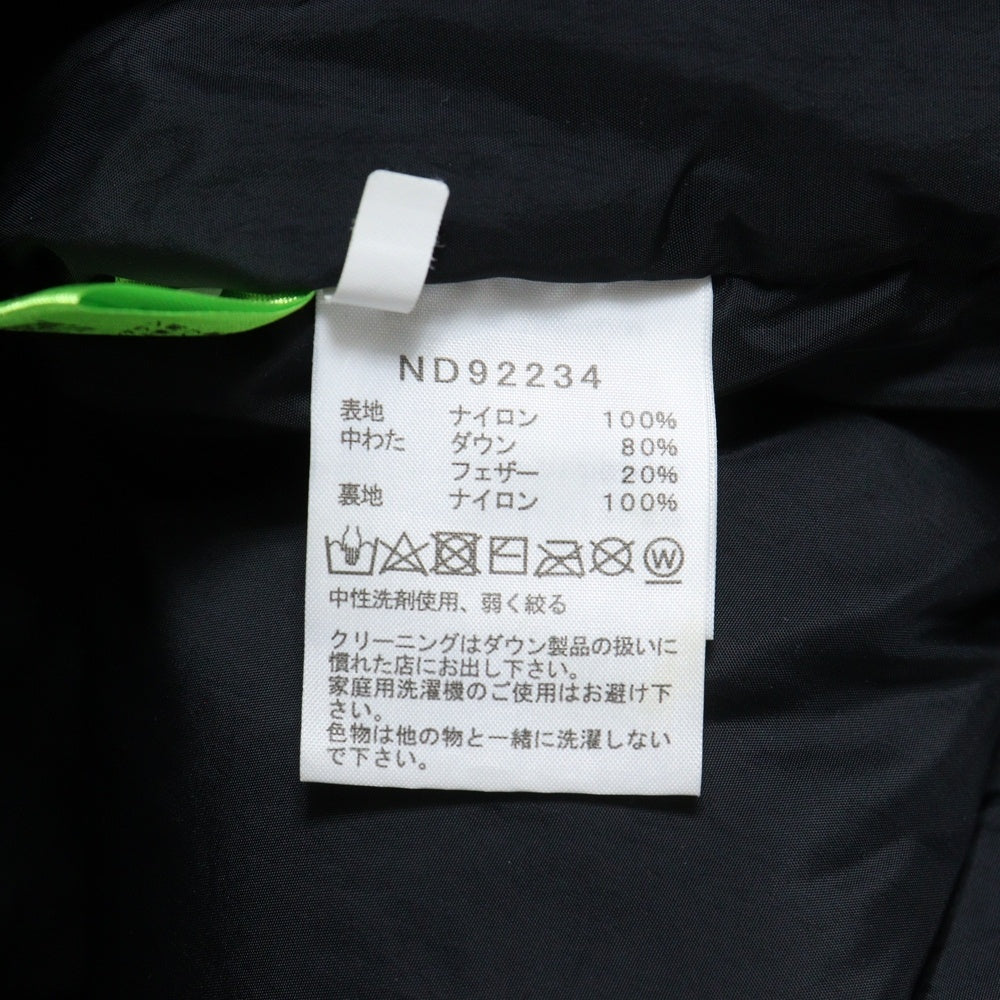 ND92234
表地 ナイロン 100%
中わた ダウン 80%
フェザー 20%
裏地 ナイロン 100%
W
中性洗剤使用、弱く絞る
クリーニングはダウン製品の扱いに
慣れた店にお出し下さい。
家庭用洗濯機のご使用はお避け下
さい。
色物は他の物と一緒に洗濯しない
で下さい。